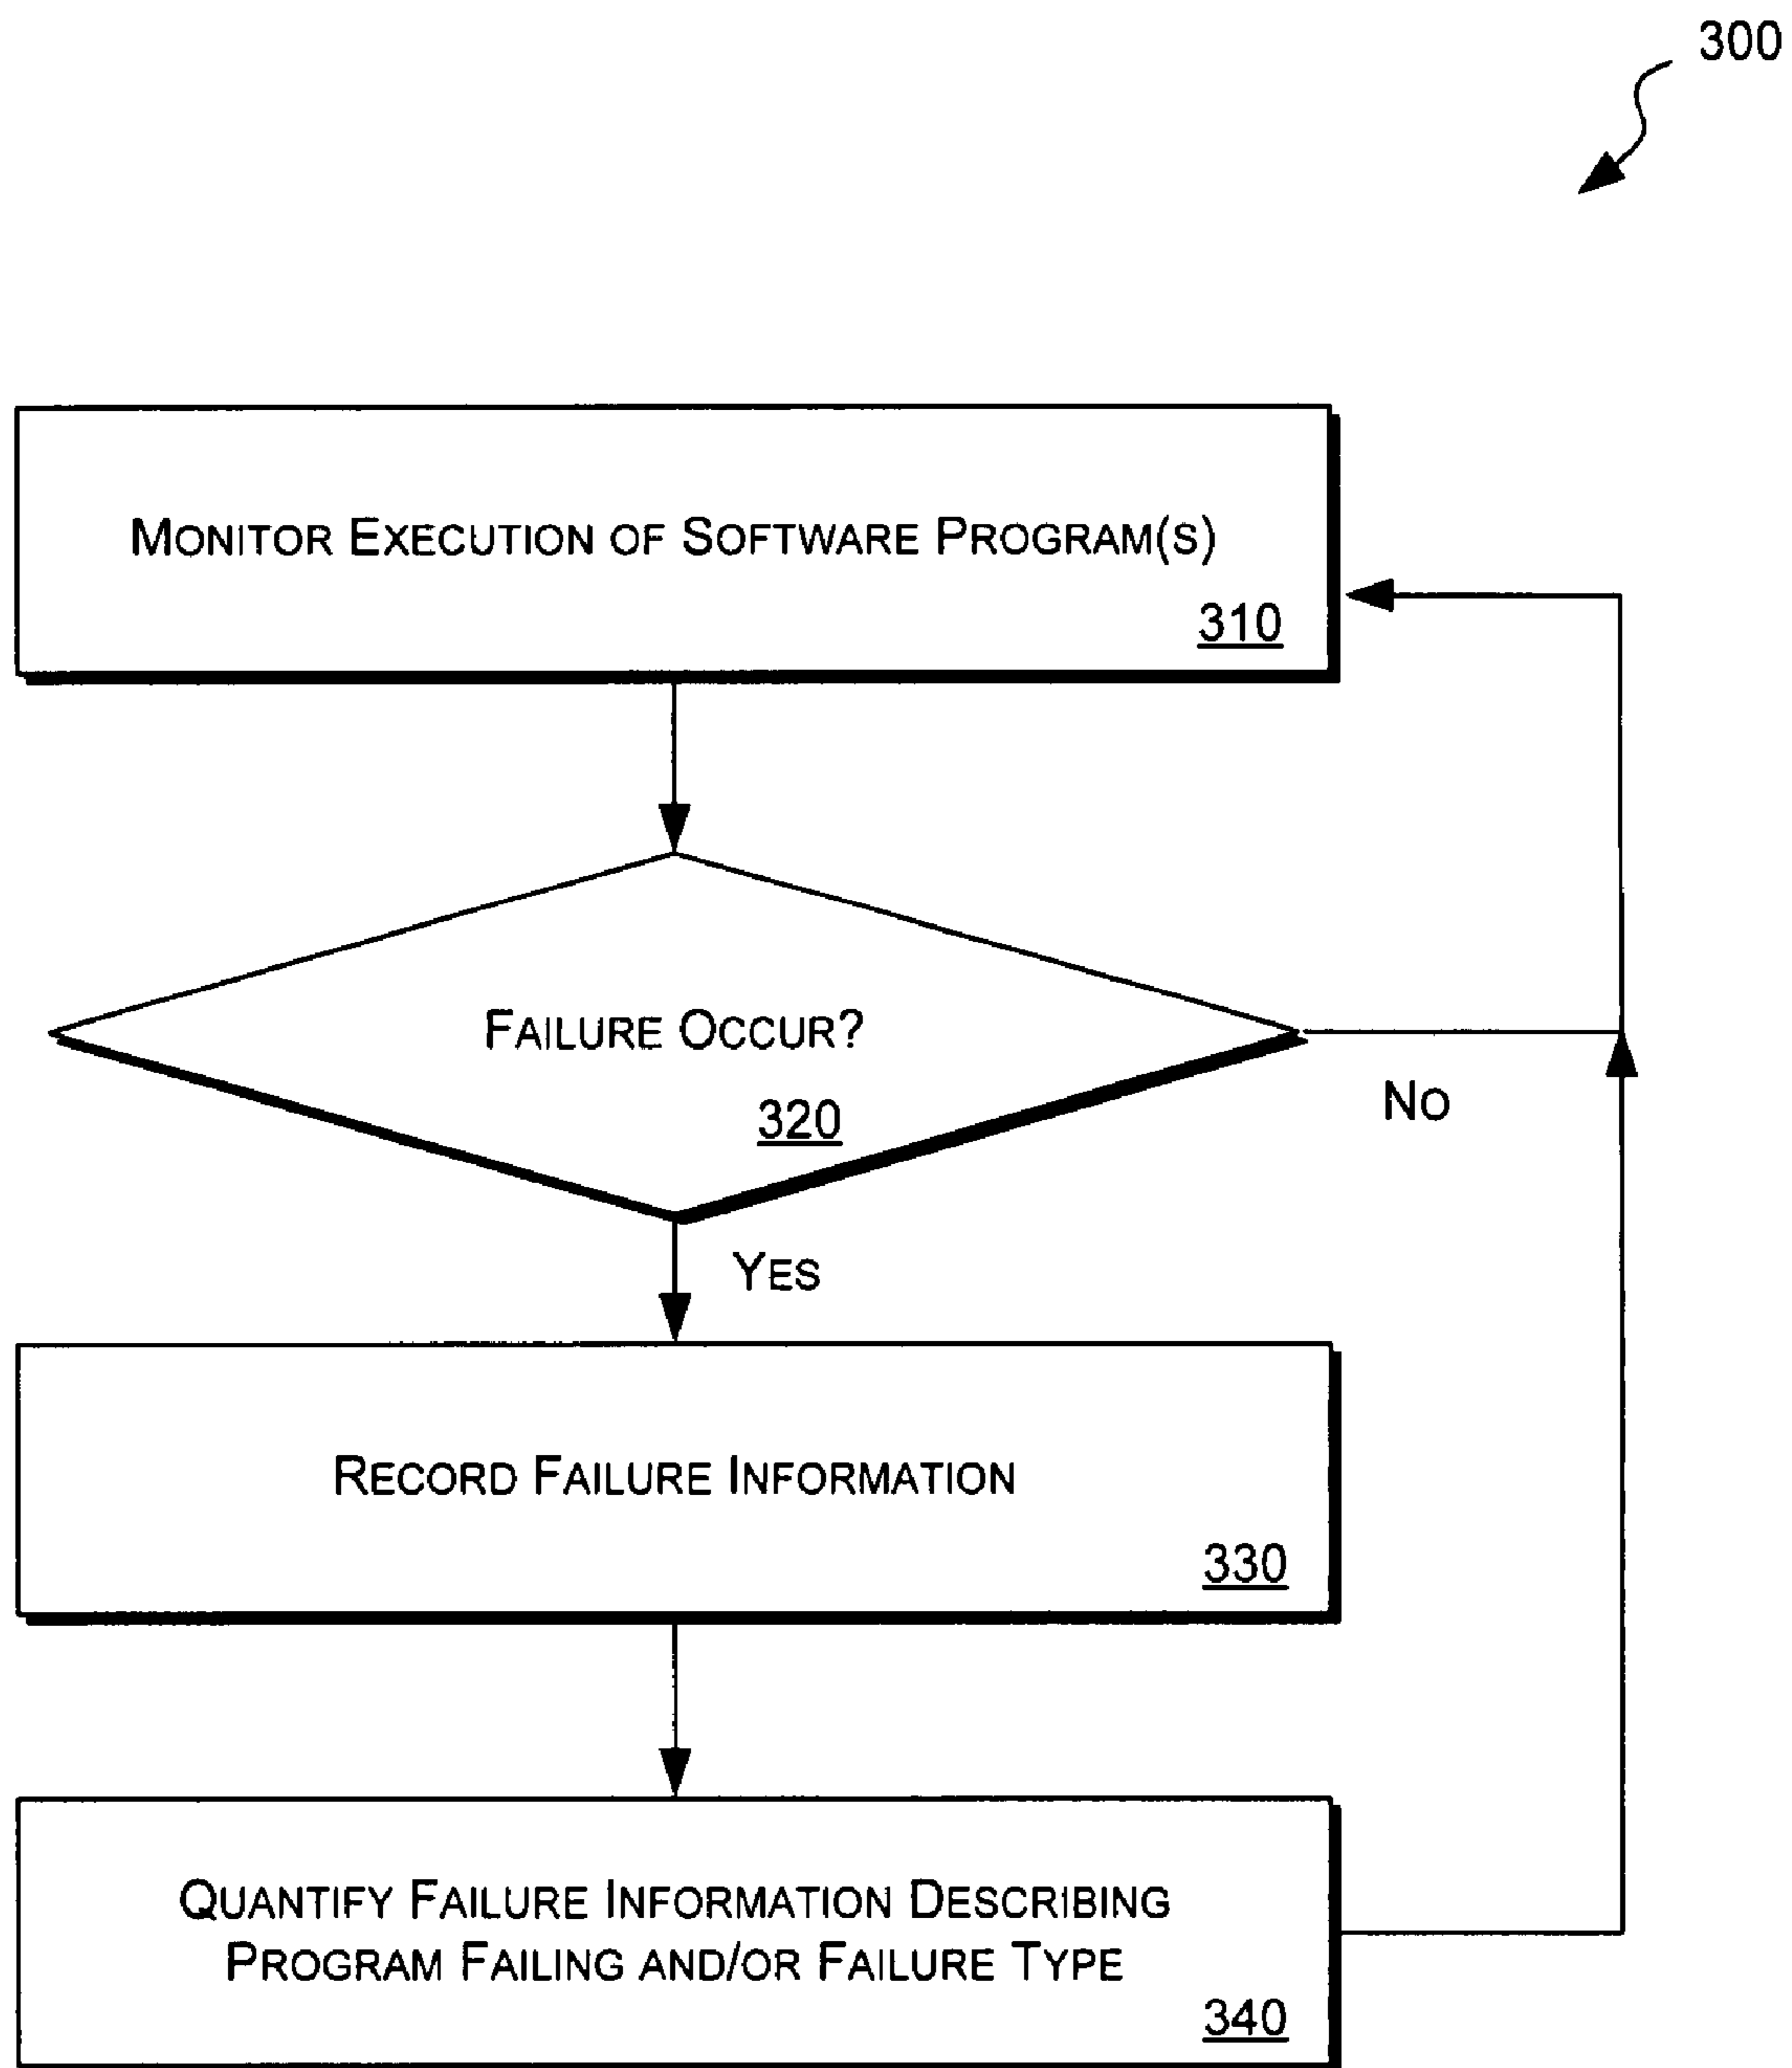 300
MONITOR EXECUTION OF SOFTWARE PROGRAM(S)
310
FAILURE OCCUR?
320
NO
YES
RECORD FAILURE INFORMATION
330
QUANTIFY FAILURE INFORMATION DESCRIBING
PROGRAM FAILING AND/OR FAILURE TYPE
340